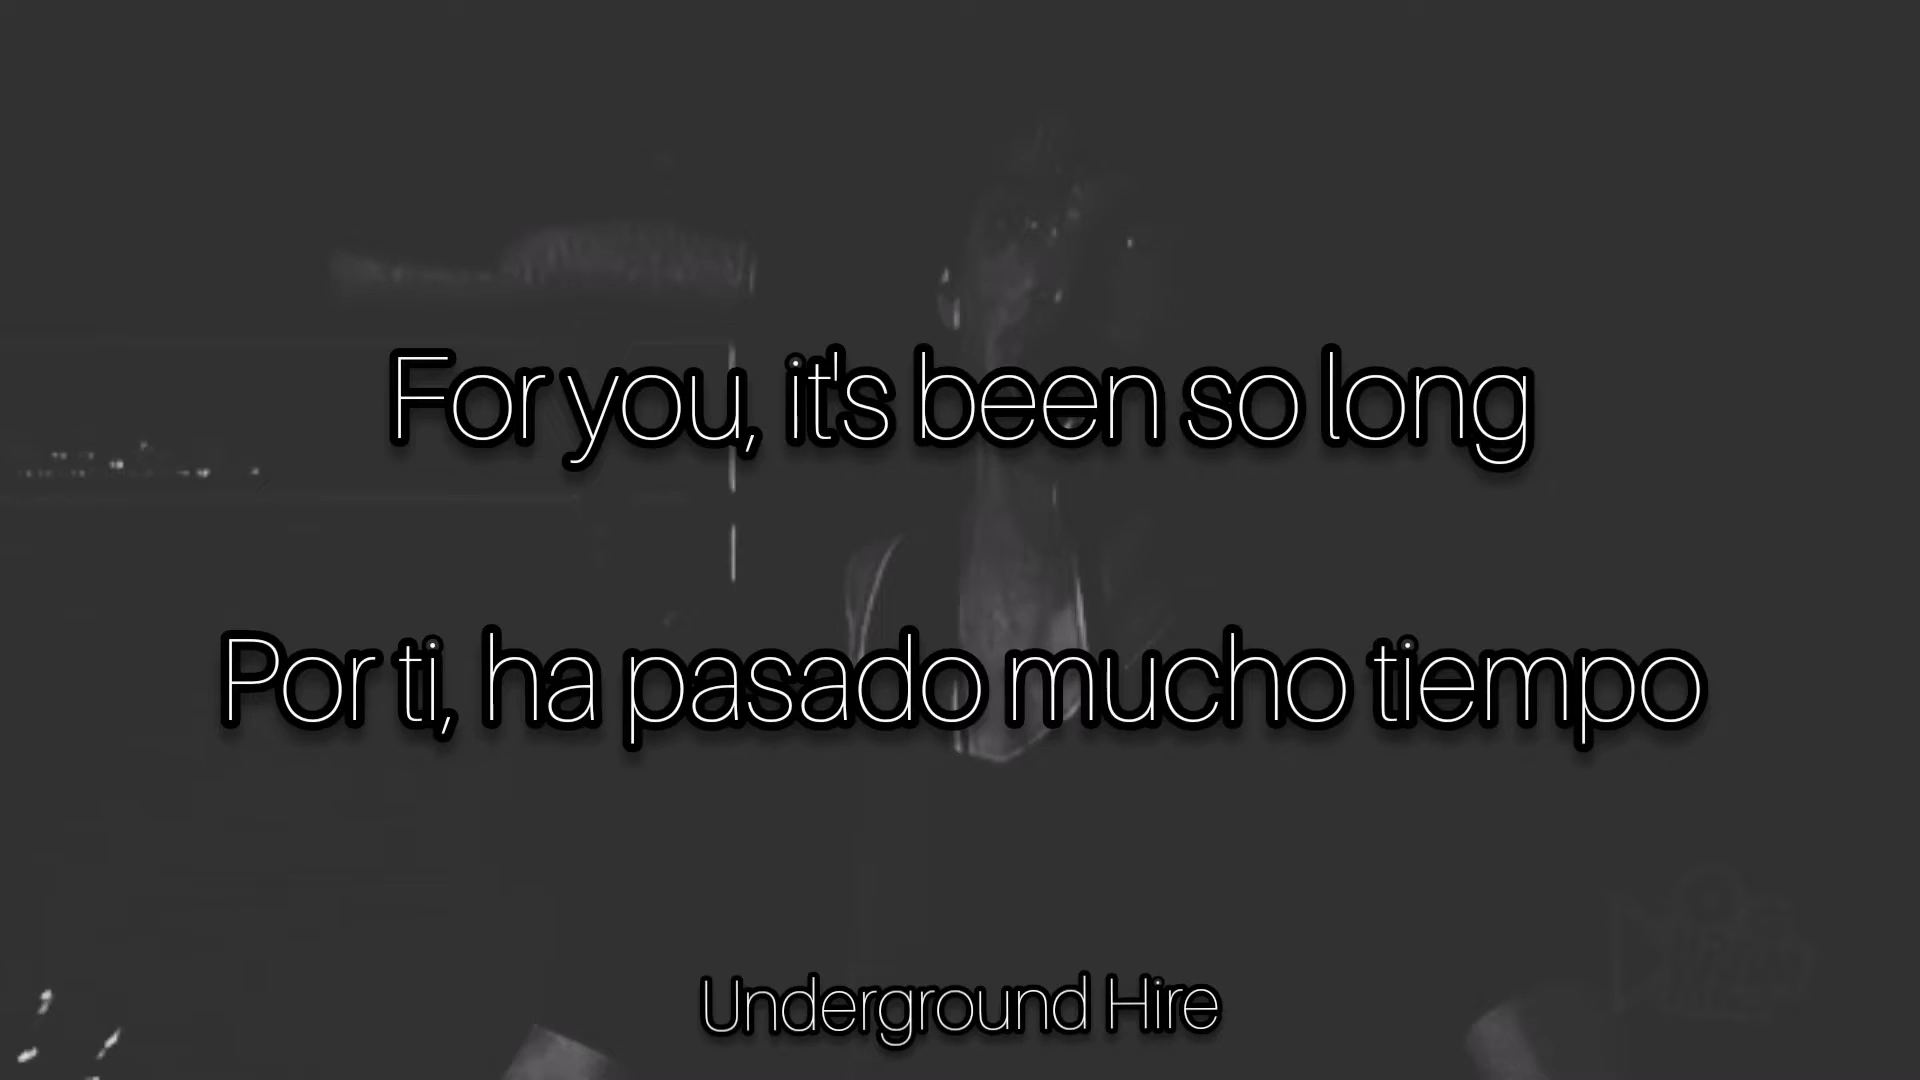 For you, it's been so long
Por ti, ha pasado mucho tiempo
Underground Hire